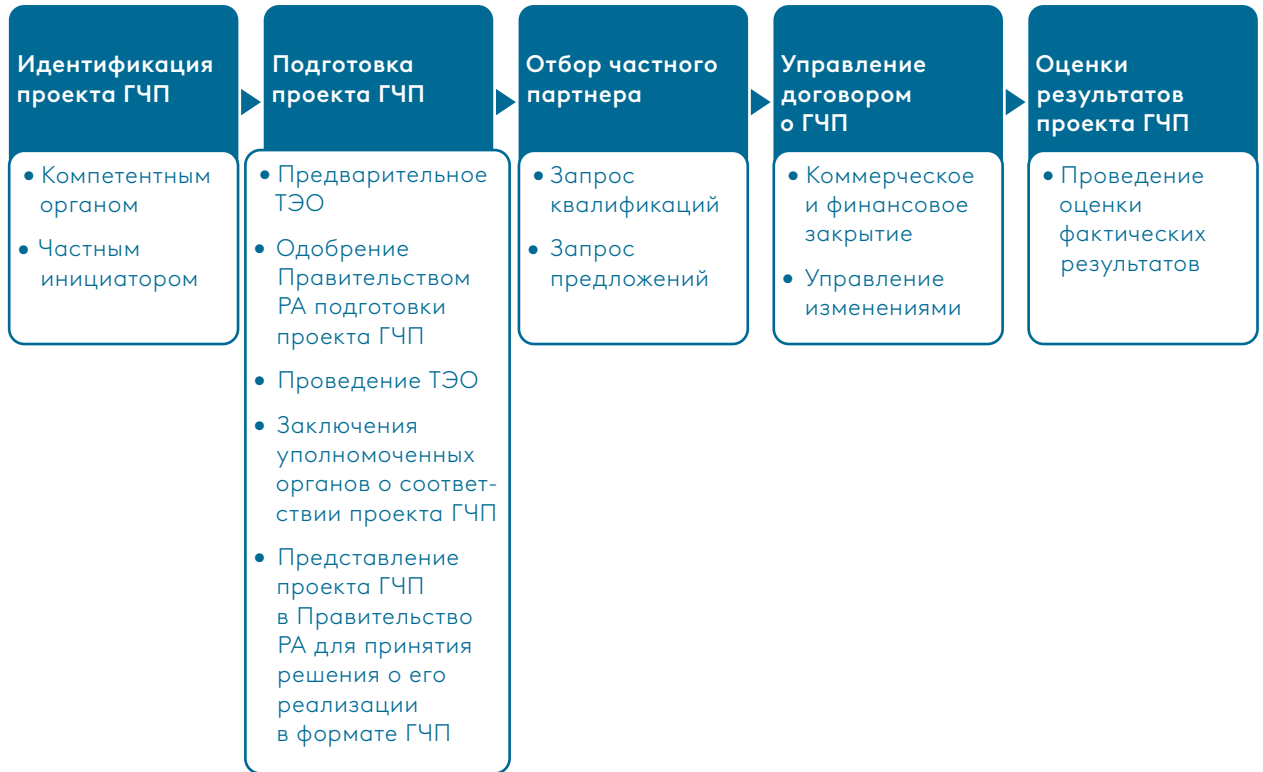 Идентификация
проекта ГЧП
• Компетентным
органом
• Частным
инициатором
Подготовка
проекта ГЧП
• Предварительное
ТЭО
• Одобрение
Правительством
РА подготовки
проекта ГЧП
• Проведение ТЭО
• Заключения
уполномоченных
органов о соответ-
ствии проекта ГЧП
• Представление
проекта ГЧП
в Правительство
РА для принятия
решения о его
реализации
в формате ГЧП
Отбор частного
партнера
• Запрос
квалификаций
• Запрос
предложений
Управление
договором
о ГЧП
• Коммерческое
и финансовое
закрытие
• Управление
изменениями
Оценки
результатов
проекта ГЧП
• Проведение
оценки
фактических
результатов